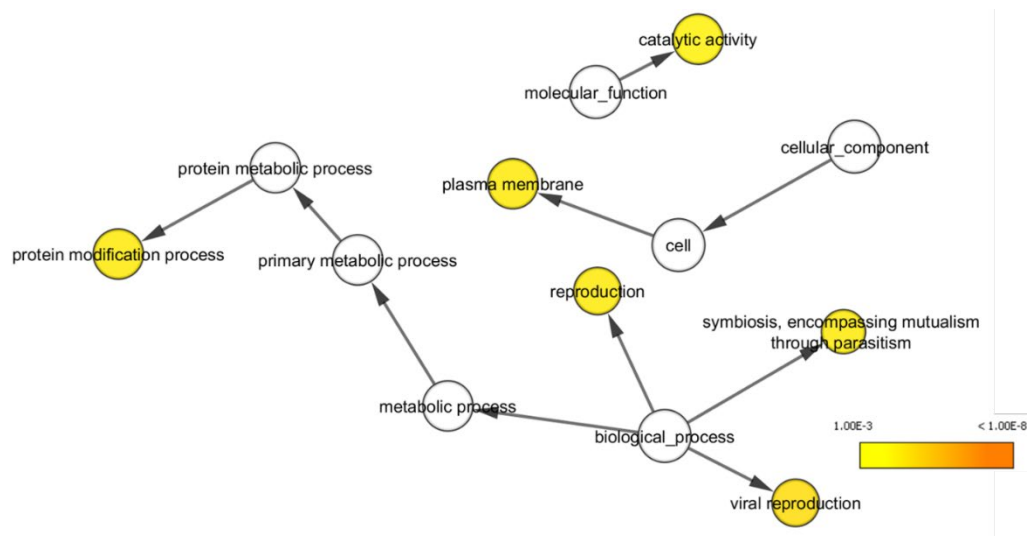 catalytic activity
molecular_function
cellular_component
protein metabolic process
plasma membrane
cell
protein modification process
primary metabolic process
reproduction
symbiosis, encompassing mutualism
through parasitism
metabolic process
biological_process
1.00E-3
< 1.00E-8
viral reproduction